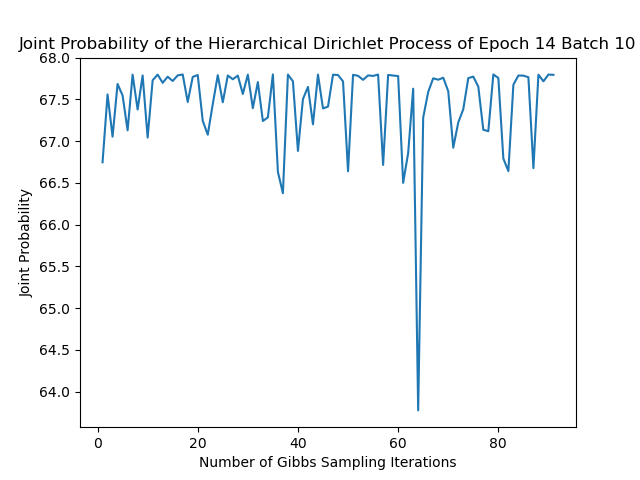 Joint Probability of the Hierarchical Dirichlet Process of Epoch 14 Batch 10
68.0
67.5
67.0
66.5
66.0
65.5
65.0
64.5
64.0
Joint Probability
0 20 40 60 80
Number of Gibbs Sampling Iterations